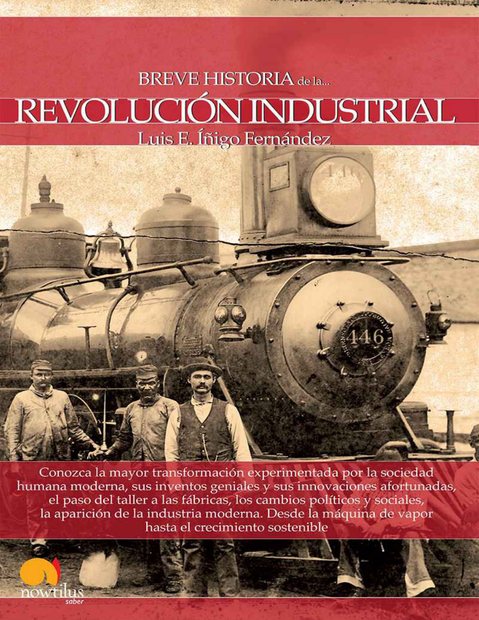 BREVE HISTORIA de la...
REVOLUCIÓN INDUSTRIAL
Luis E. Íñigo Fernández
446
446
Conozca la mayor transformación experimentada por la sociedad
humana moderna, sus inventos geniales y sus innovaciones afortunadas,
el paso del taller a las fábricas, los cambios políticos y sociales,
la aparición de la industria moderna. Desde la máquina de vapor
hasta el crecimiento sostenible
nowtilus
saber